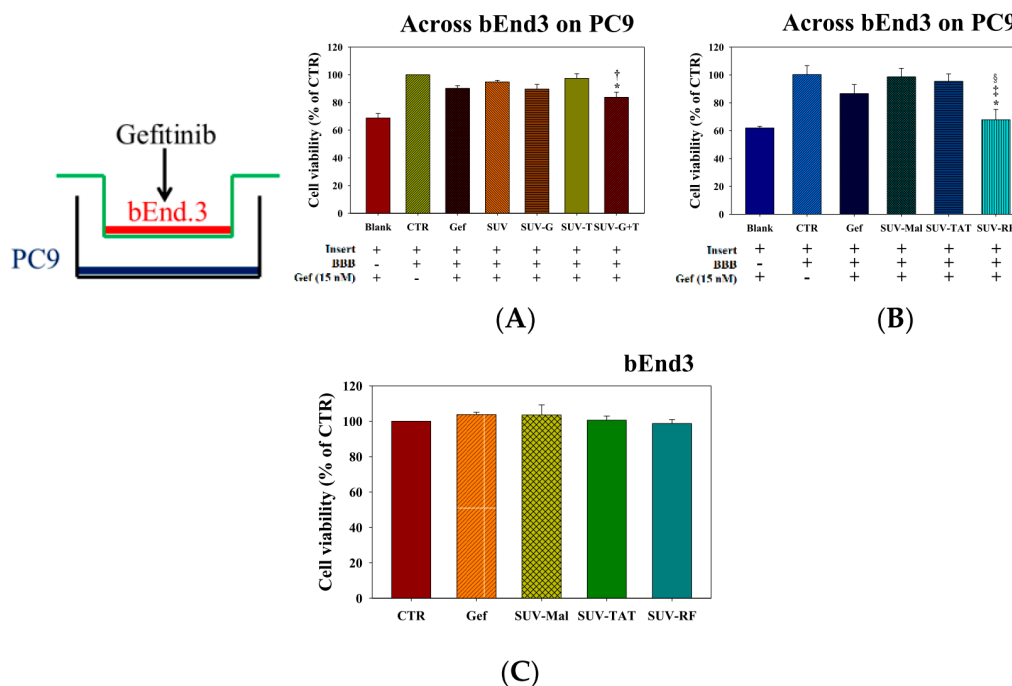 Gefitinib
bEnd.3
PC9
Across bEnd3 on PC9
Cell viability (% of CTR)
120
100
80
60
40
20
0
†
*
Blank CTR Gef SUV SUV-G SUV-T SUV-G+T
Insert + + + + + + +
BBB - + + + + + +
Gef (15 nM) + - + + + + +
(A)
Across bEnd3 on PC9
Cell viability (% of CTR)
120
100
80
60
40
20
0
§
‡
*
Blank CTR Gef SUV-Mal SUV-TAT SUV-RF
Insert + + + + + +
BBB - + + + + +
Gef (15 nM) + - + + + +
(B)
bEnd3
Cell viability (% of CTR)
120
100
80
60
40
20
0
CTR Gef SUV-Mal SUV-TAT SUV-RF
(C)